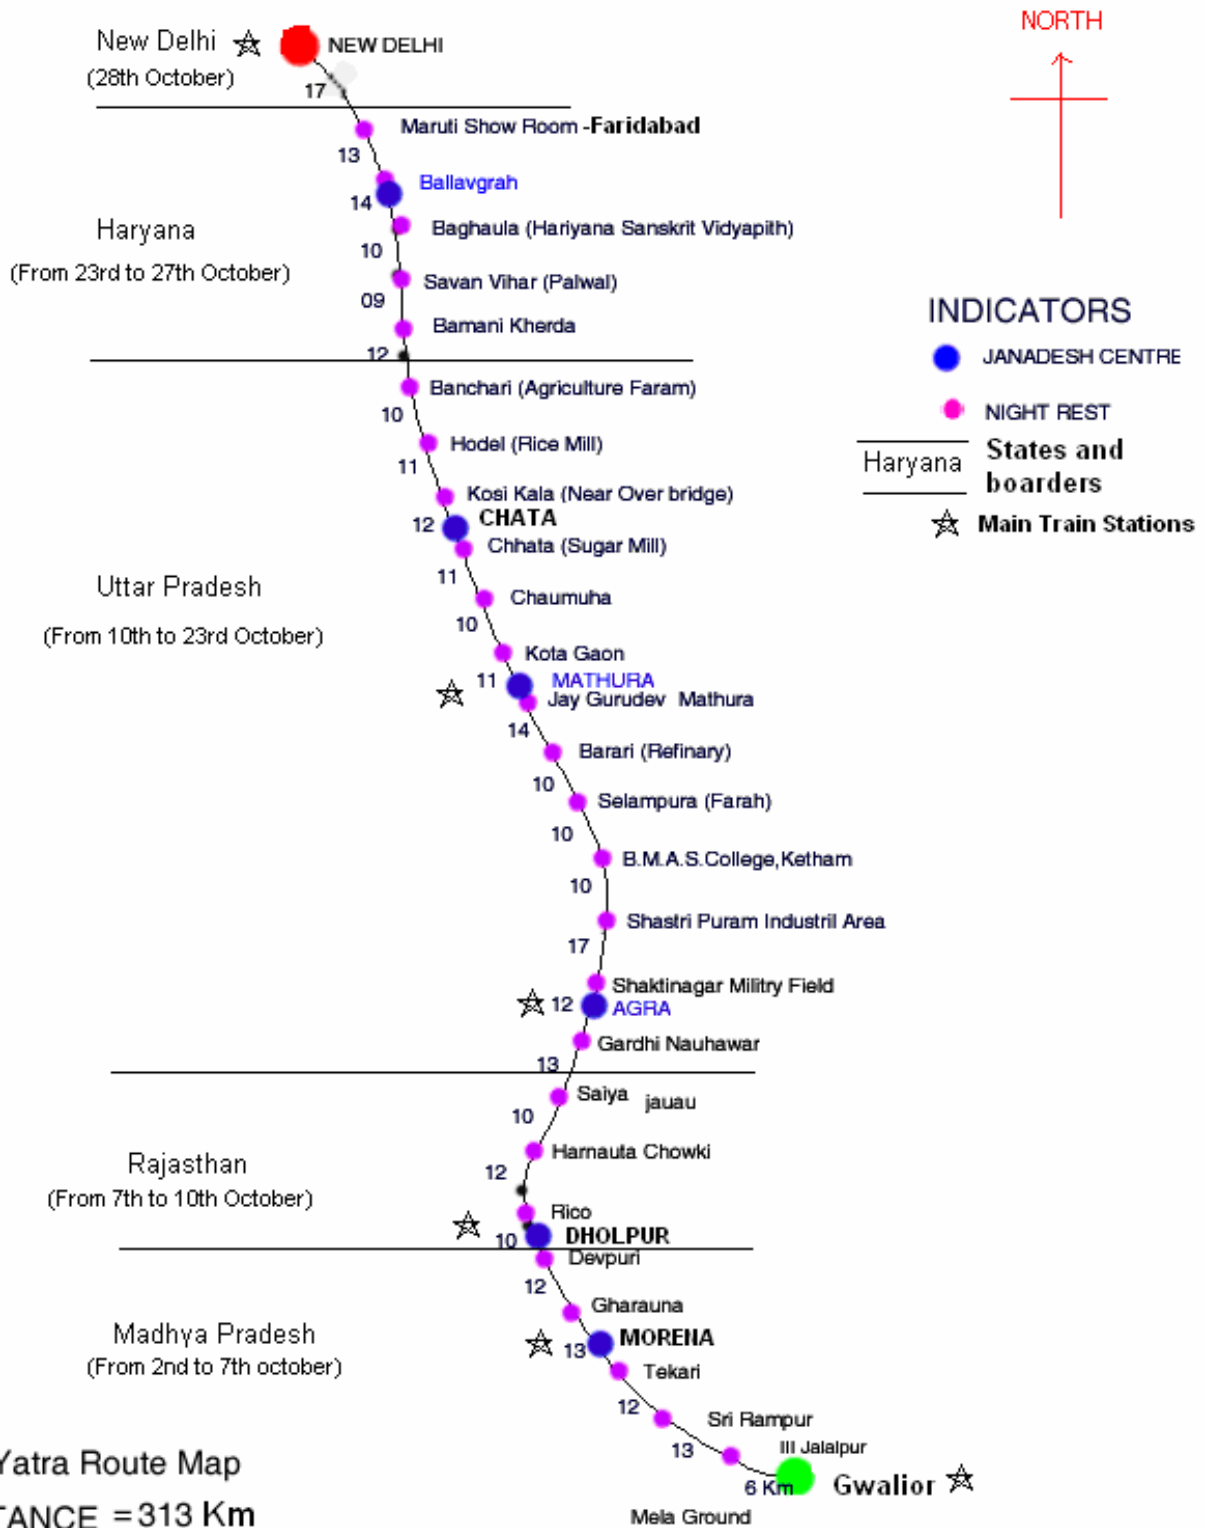 NORTH
New Delhi
NEW DELHI
(28th October)
17
Maruti Show Room -Faridabad
13
Ballavgrah
14
Haryana
Baghaula (Hariyana Sanskrit Vidyapith)
10
(From 23rd to 27th October)
Savan Vihar (Palwal)
09
INDICATORS
Bamani Kherda
12
JANADESH CENTRE
Banchari (Agriculture Faram)
10
NIGHT REST
Hodel (Rice Mill)
Haryana
States and
boarders
11
Kosi Kala (Near Over bridge)
12
CHATA
Main Train Stations
Chhata (Sugar Mill)
11
Uttar Pradesh
Chaumuha
10
(From 10th to 23rd October)
Kota Gaon
11
MATHURA
Jay Gurudev Mathura
14
Barari (Refinary)
10
Selampura (Farah)
10
B.M.A.S.College,Ketham
10
Shastri Puram Industril Area
17
Shaktinagar Militry Field
12
AGRA
Gardhi Nauhawar
13
Saiya jauau
10
Harnauta Chowki
Rajasthan
12
(From 7th to 10th October)
Rico
DHOLPUR
10
Devpuri
12
Gharauna
Madhya Pradesh
MORENA
13
(From 2nd to 7th october)
Tekari
12
Sri Rampur
13
III Jalalpur
Yatra Route Map
6 Km
Gwalior
TANCE = 313 Km
Mela Ground